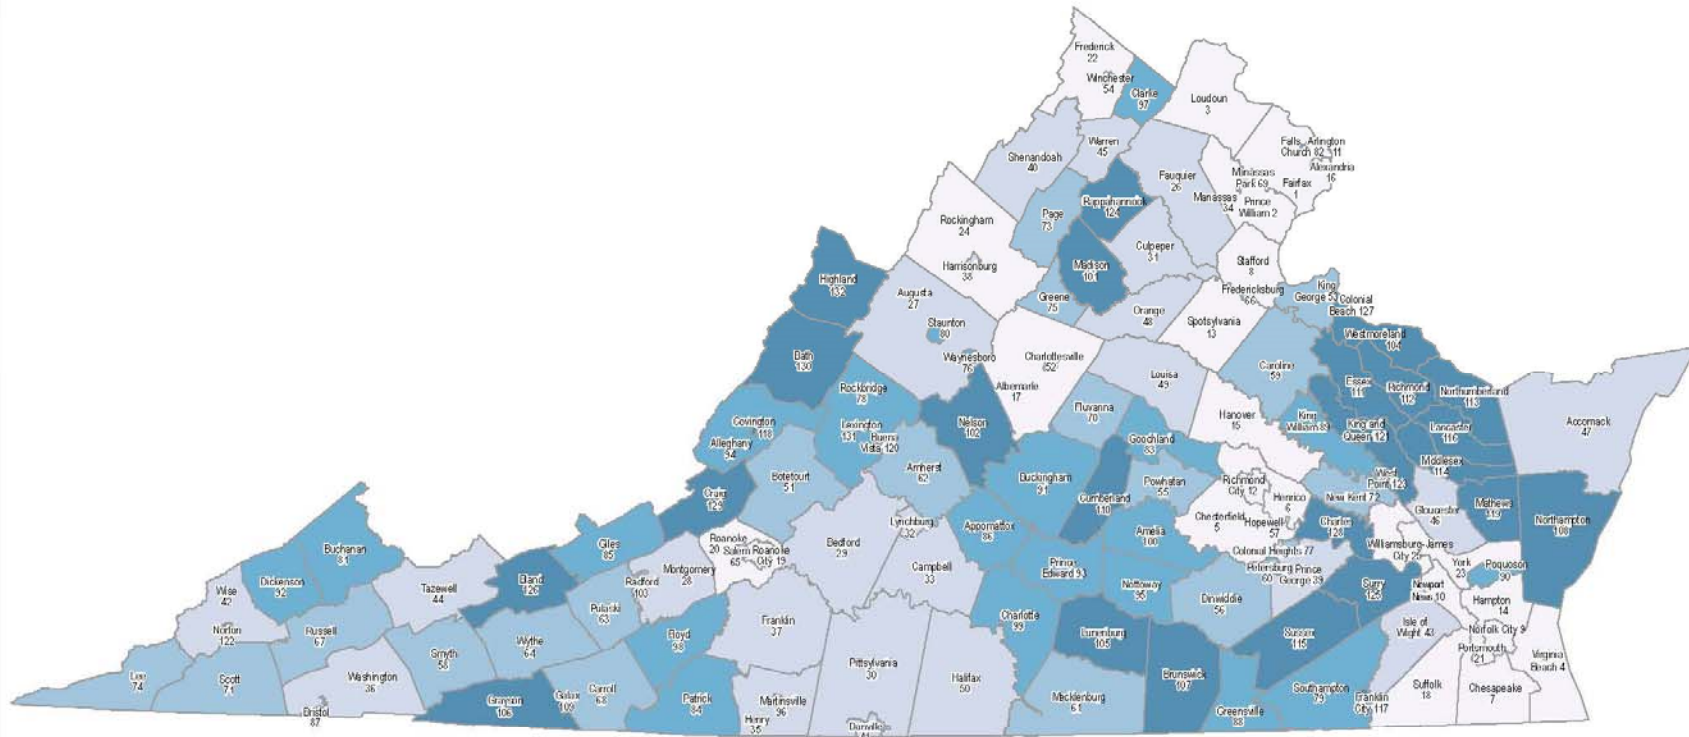 Frederick
22
Winchester
54
Clarke
97
Loudoun
3
Falls
Church 82
Arlington
11
Alexandria
16
Warren
45
Shenandoah
40
Fauquier
26
Manassas
Park 69
Fairfax
1
Manassas
34
Prince
William 2
Rappahannock
124
Page
73
Rockingham
24
Culpeper
31
Harrisonburg
38
Madison
101
Stafford
8
Highland
132
Augusta
27
Greene
75
Fredericksburg
66
King
George 53
Colonial
Beach 127
Orange
48
Spotsylvania
13
Staunton
80
Westmoreland
104
Bath
130
Waynesboro
76
Charlottesville
52
Louisa
49
Caroline
59
Essex
111
Richmond
112
Northumberland
113
Rockbridge
78
Albemarle
17
Accomack
47
Covington
118
Lexington
131
Nelson
102
Fluvanna
70
Hanover
15
King
William 89
King and
Queen 121
Lancaster
116
Alleghany
94
Buena
Vista 120
Goochland
83
Middlesex
114
Botetourt
51
Amherst
62
Buckingham
91
Cumberland
110
Powhatan
55
Richmond
City 12
Henrico
6
New Kent 72
West
Point 123
Craig
129
Gloucester
46
Mathews
119
Northampton
108
Lynchburg
32
Appomattox
86
Amelia
100
Chesterfield
5
Hopewell
57
Charles
128
Buchanan
81
Giles
85
Roanoke
20
Salem
65
Roanoke
City 19
Bedford
29
Colonial Heights 77
Williamsburg-James
City 25
Dickenson
92
Bland
126
Radford
103
Montgomery
28
Campbell
33
Prince
Edward 93
Petersburg
60
Prince
George 39
York
23
Poquoson
90
Wise
42
Tazewell
44
Nottoway
95
Surry
125
Newport
News 10
Hampton
14
Pulaski
63
Charlotte
99
Dinwiddie
56
Norton
122
Russell
67
Wythe
64
Floyd
98
Franklin
37
Lunenburg
105
Sussex
115
Isle of
Wight 43
Norfolk City 9
Smyth
58
Portsmouth
21
Lee
74
Scott
71
Washington
36
Pittsylvania
30
Halifax
50
Virginia
Beach 4
Grayson
106
Galax
109
Carroll
68
Patrick
84
Martinsville
96
Mecklenburg
61
Brunswick
107
Southampton
79
Suffolk
18
Chesapeake
7
Bristol
87
Henry
35
Danville
Greensville
88
Franklin
City 117